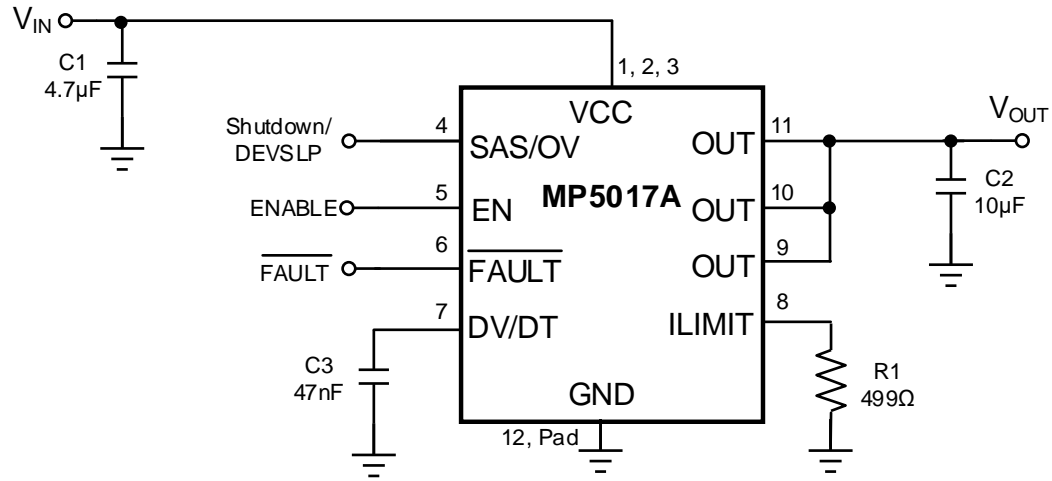 VIN
C1
4.7µF
1, 2, 3
VCC
Shutdown/
DEVSLP
4
SAS/OV
OUT
11
VOUT
C2
10µF
MP5017A
ENABLE
5
EN
OUT
10
FAULT
6
FAULT
OUT
9
7
DV/DT
ILIMIT
8
C3
47nF
R1
499Ω
GND
12, Pad